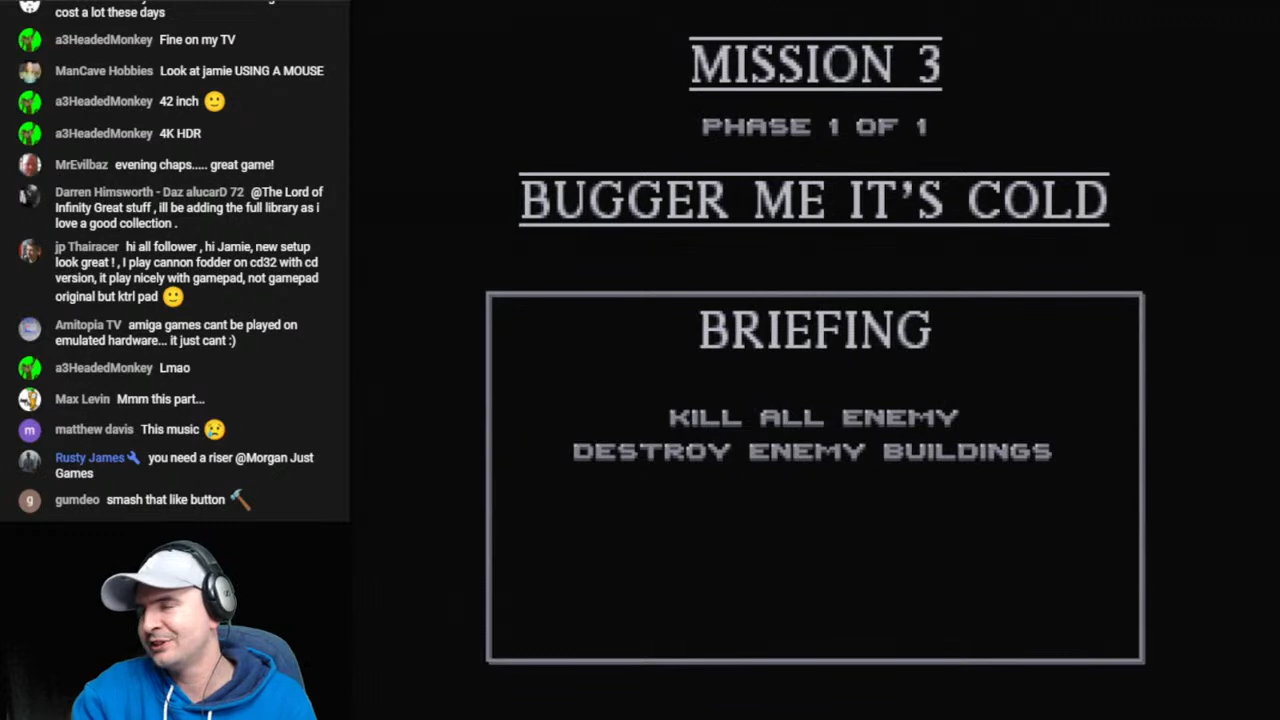 cost a lot these days
a3HeadedMonkey Fine on my TV
ManCave Hobbies Look at jamie USING A MOUSE
a3HeadedMonkey 42 inch 🙂
a3HeadedMonkey 4K HDR
MrEvilbaz evening chaps..... great game!
Darren Himsworth - Daz alucarD 72 @The Lord of
Infinity Great stuff , ill be adding the full library as i
love a good collection .
jp Thairacer hi all follower , hi Jamie, new setup
look great ! , I play cannon fodder on cd32 with cd
version, it play nicely with gamepad, not gamepad
original but ktrl pad 🙂
Amitopia TV amiga games cant be played on
emulated hardware... it just cant :)
a3HeadedMonkey Lmao
Max Levin Mmm this part...
m matthew davis This music 😢
Rusty James🔧 you need a riser @Morgan Just
Games
g gumdeo smash that like button 🔨
MISSION 3
PHASE 1 OF 1
BUGGER ME IT'S COLD
BRIEFING
KILL ALL ENEMY
DESTROY ENEMY BUILDINGS